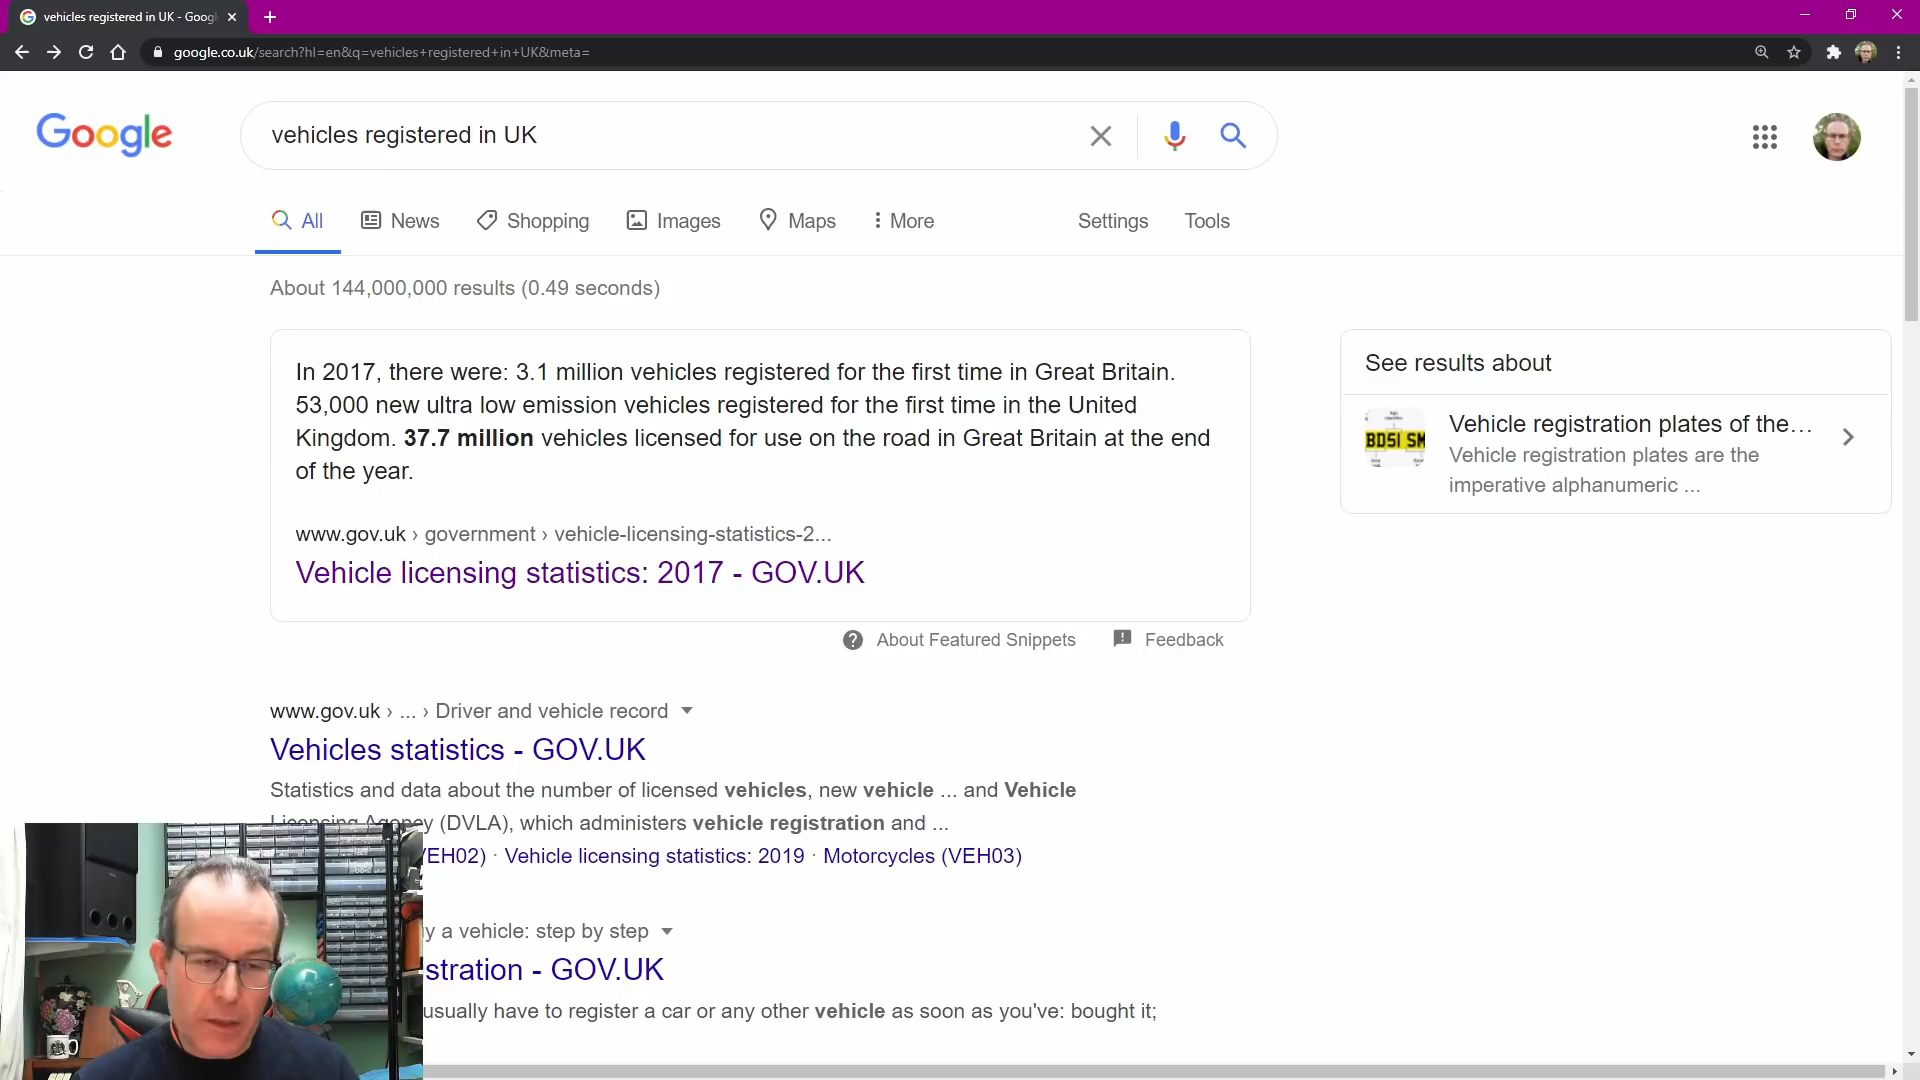 vehicles registered in UK - Googl
google.co.uk/search?hl=en&q=vehicles+registered+in+UK&meta=
Google
vehicles registered in UK
All News Shopping Images Maps More Settings Tools
About 144,000,000 results (0.49 seconds)
In 2017, there were: 3.1 million vehicles registered for the first time in Great Britain.
53,000 new ultra low emission vehicles registered for the first time in the United
Kingdom. 37.7 million vehicles licensed for use on the road in Great Britain at the end
of the year.
www.gov.uk › government › vehicle-licensing-statistics-2...
Vehicle licensing statistics: 2017 - GOV.UK
About Featured Snippets Feedback
See results about
BD51 SM
Vehicle registration plates of the...
Vehicle registration plates are the
imperative alphanumeric ...
www.gov.uk › ... › Driver and vehicle record
Vehicles statistics - GOV.UK
Statistics and data about the number of licensed vehicles, new vehicle ... and Vehicle
Licensing Agency (DVLA), which administers vehicle registration and ...
VEH02) · Vehicle licensing statistics: 2019 · Motorcycles (VEH03)
y a vehicle: step by step
stration - GOV.UK
usually have to register a car or any other vehicle as soon as you've: bought it;